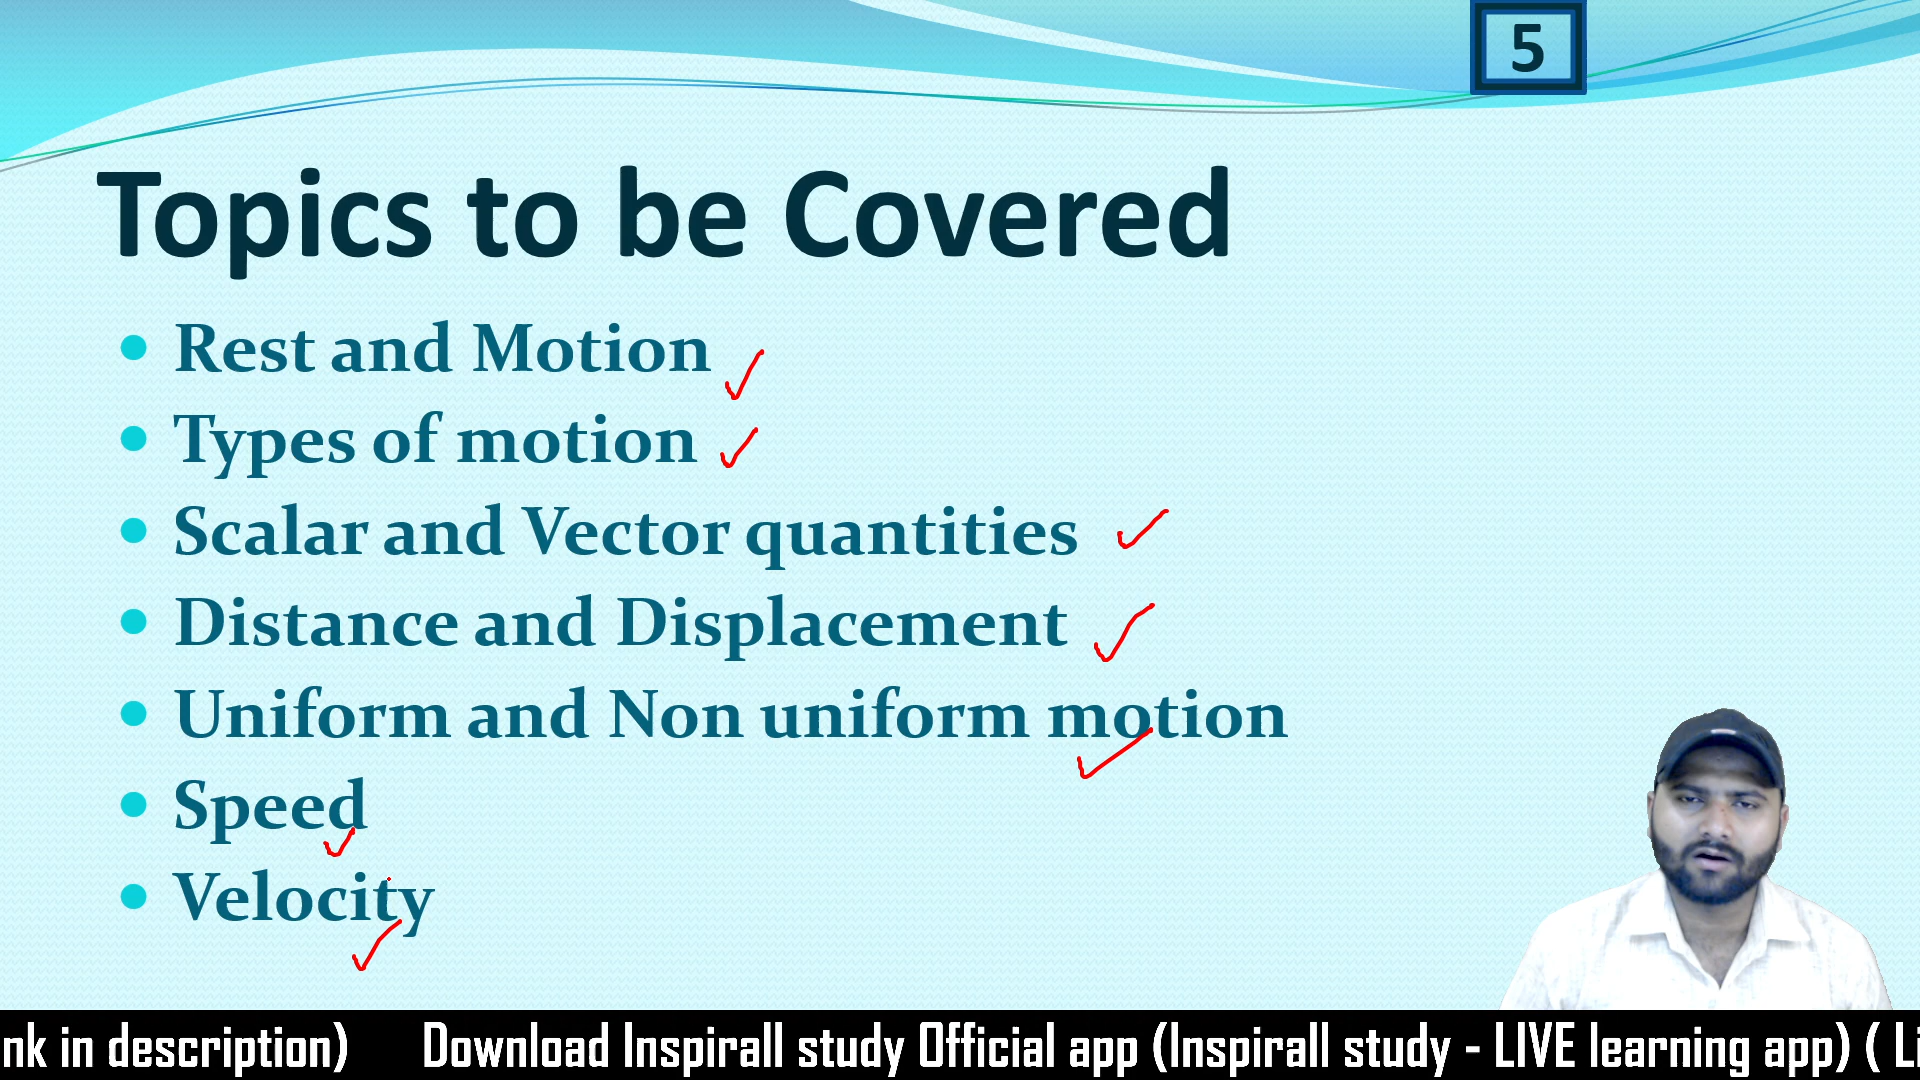 5
Topics to be Covered
Rest and Motion
Types of motion
Scalar and Vector quantities
Distance and Displacement
Uniform and Non uniform motion
Speed
Velocity
nk in description) Download Inspirall study Official app (Inspirall study - LIVE learning app) ( Li